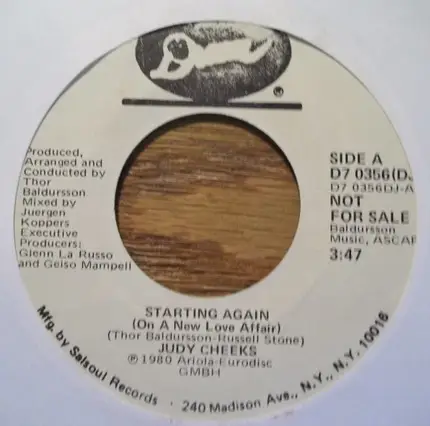 ®
Produced,
Arranged and
Conducted by
Thor
Baldursson
Mixed by
Juergen
Koppers
Executive
Producers:
Glenn La Russo
and Geiso Mampell
SIDE A
D7 0356(DJ
D7 0356DJ-A
NOT
FOR SALE
Baldursson
Music, ASCAP
3:47
STARTING AGAIN
(On A New Love Affair)
(Thor Baldursson-Russell Stone)
JUDY CHEEKS
℗ 1980 Ariola-Eurodisc
GMBH
Mfg. by Salsoul Records · 240 Madison Ave., N.Y., N.Y. 10016